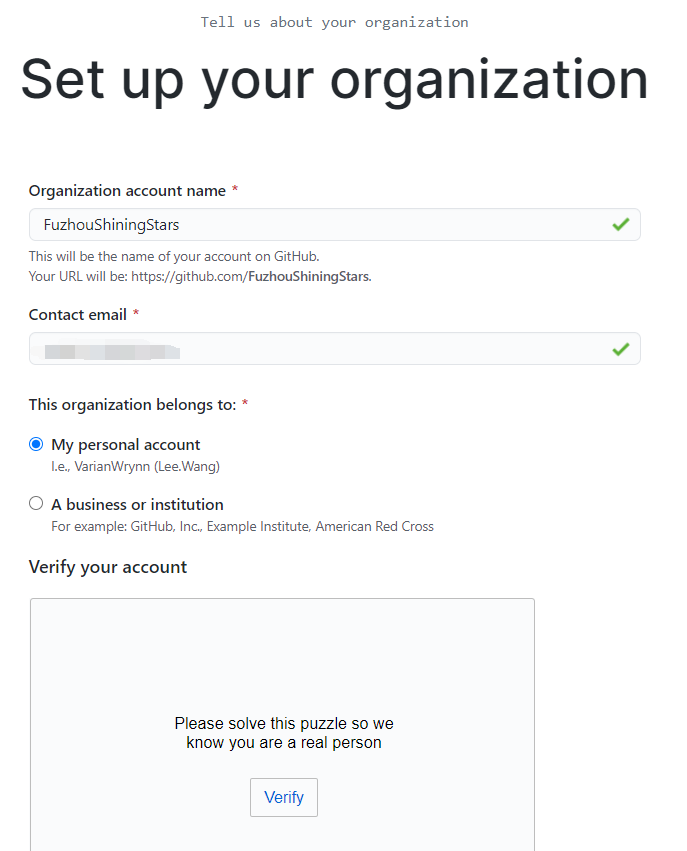 Tell us about your organization
Set up your organization
Organization account name *
FuzhouShiningStars
This will be the name of your account on GitHub.
Your URL will be: https://github.com/FuzhouShiningStars.
Contact email *
This organization belongs to: *
My personal account
I.e., VarianWrynn (Lee.Wang)
A business or institution
For example: GitHub, Inc., Example Institute, American Red Cross
Verify your account
Please solve this puzzle so we
know you are a real person
Verify